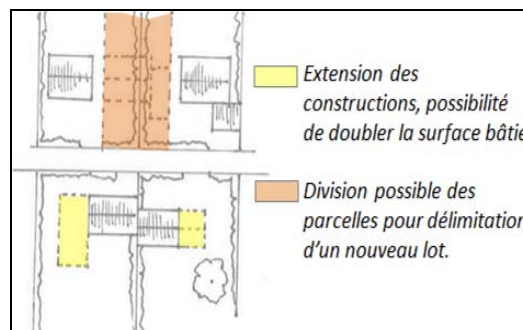 Extension des
constructions, possibilité
de doubler la surface bâtie
Division possible des
parcelles pour délimitation
d'un nouveau lot.